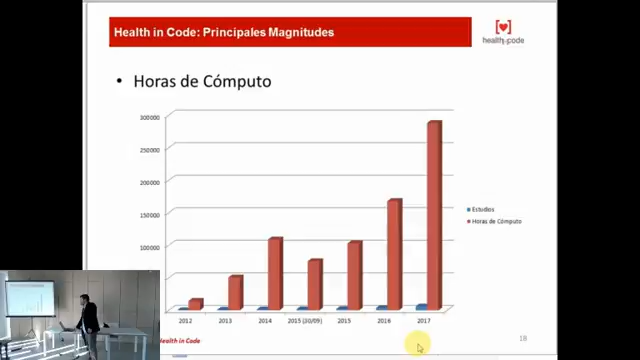 Health in Code: Principales Magnitudes
health in code
• Horas de Cómputo
300000
250000
200000
150000
100000
2012
2013
2014
2015 (30/09)
2015
2016
2017
Estudios
Horas de Cómputo
Health in Code
18